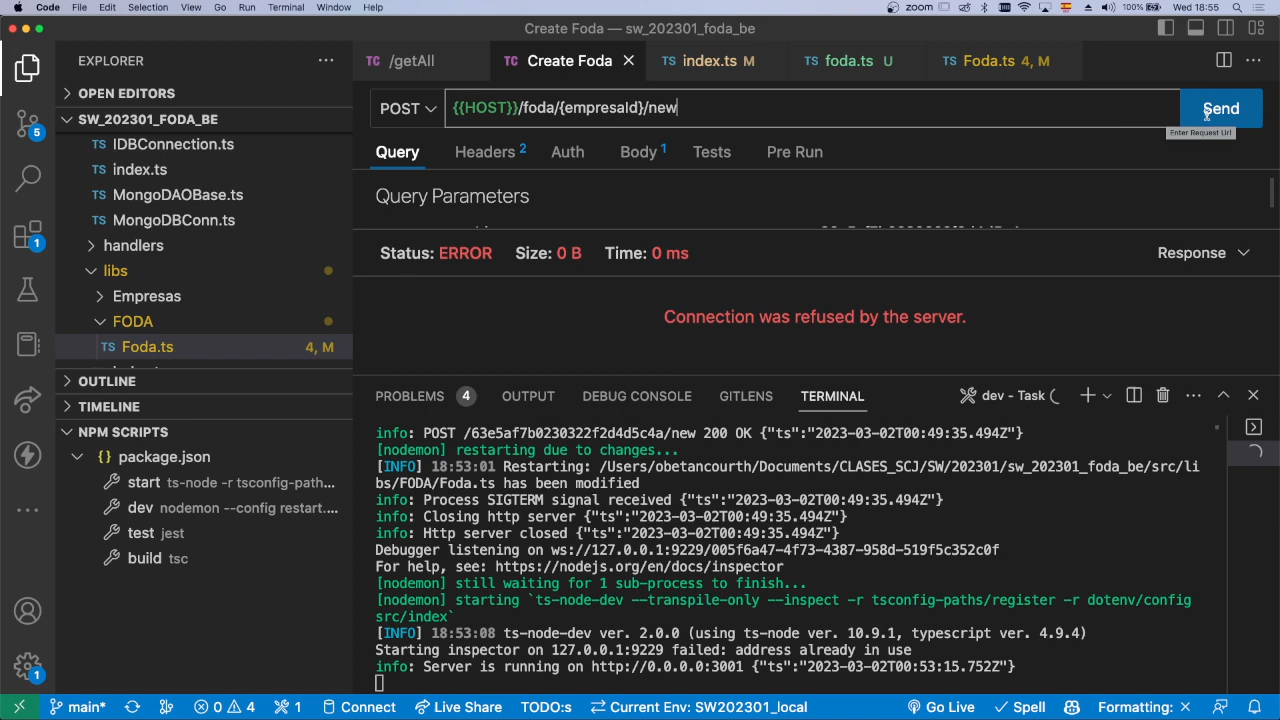 Code File Edit Selection View Go Run Terminal Window Help zoom 100% Wed 18:55
Create Foda — sw_202301_foda_be
EXPLORER
OPEN EDITORS
SW_202301_FODA_BE
TS IDBConnection.ts
TS index.ts
TS MongoDAOBase.ts
TS MongoDBConn.ts
handlers
libs
Empresas
FODA
TS Foda.ts 4, M
OUTLINE
TIMELINE
NPM SCRIPTS
{} package.json
start ts-node -r tsconfig-path...
dev nodemon --config restart....
test jest
build tsc
5
1
1
TC /getAll
TC Create Foda
TS index.ts M
TS foda.ts U
TS Foda.ts 4, M
POST {{HOST}}/foda/{empresaId}/new Send
Enter Request Url
Query Headers 2 Auth Body 1 Tests Pre Run
Query Parameters
Status: ERROR Size: 0 B Time: 0 ms Response
Connection was refused by the server.
PROBLEMS 4 OUTPUT DEBUG CONSOLE GITLENS TERMINAL dev - Task
info: POST /63e5af7b0230322f2d4d5c4a/new 200 OK {"ts":"2023-03-02T00:49:35.494Z"}
[nodemon] restarting due to changes...
[INFO] 18:53:01 Restarting: /Users/obetancourth/Documents/CLASES_SCJ/SW/202301/sw_202301_foda_be/src/li
bs/FODA/Foda.ts has been modified
info: Process SIGTERM signal received {"ts":"2023-03-02T00:49:35.494Z"}
info: Closing http server {"ts":"2023-03-02T00:49:35.494Z"}
info: Http server closed {"ts":"2023-03-02T00:49:35.494Z"}
Debugger listening on ws://127.0.0.1:9229/005f6a47-4f73-4387-958d-519f5c352c0f
For help, see: https://nodejs.org/en/docs/inspector
[nodemon] still waiting for 1 sub-process to finish...
[nodemon] starting `ts-node-dev --transpile-only --inspect -r tsconfig-paths/register -r dotenv/config
src/index`
[INFO] 18:53:08 ts-node-dev ver. 2.0.0 (using ts-node ver. 10.9.1, typescript ver. 4.9.4)
Starting inspector on 127.0.0.1:9229 failed: address already in use
info: Server is running on http://0.0.0.0:3001 {"ts":"2023-03-02T00:53:15.752Z"}
main* 0 4 1 Connect Live Share TODO:s Current Env: SW202301_local Go Live Spell Formatting: ×